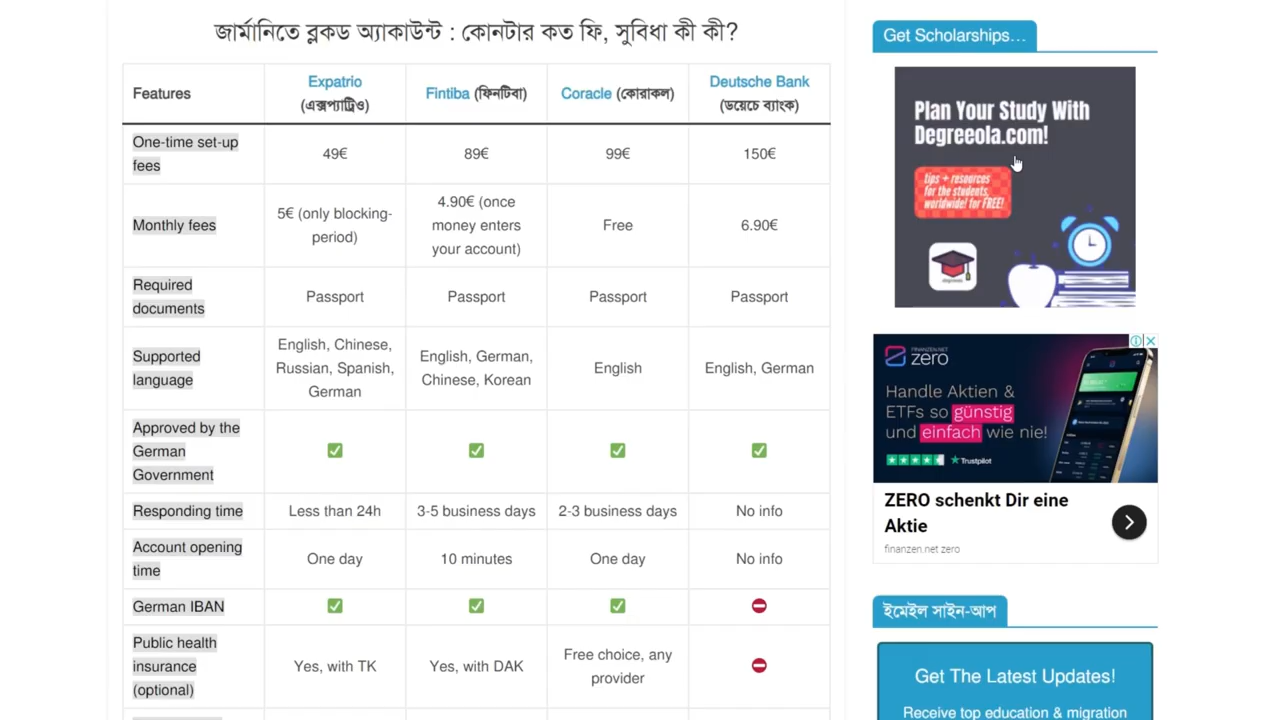 জার্মানিতে ব্লকড অ্যাকাউন্ট : কোনটার কত ফি, সুবিধা কী কী?
Features
Expatrio
(এক্সপ্যাট্রিও)
Fintiba (ফিনটিবা)
Coracle (কোরাকল)
Deutsche Bank
(ডয়েচে ব্যাংক)
One-time set-up
fees
49€
89€
99€
150€
Monthly fees
5€ (only blocking-
period)
4.90€ (once
money enters
your account)
Free
6.90€
Required
documents
Passport
Passport
Passport
Passport
Supported
language
English, Chinese,
Russian, Spanish,
German
English, German,
Chinese, Korean
English
English, German
Approved by the
German
Government
Responding time
Less than 24h
3-5 business days
2-3 business days
No info
Account opening
time
One day
10 minutes
One day
No info
German IBAN
Public health
insurance
(optional)
Yes, with TK
Yes, with DAK
Free choice, any
provider
Get Scholarships...
Plan Your Study With
Degreeola.com!
tips + resources
for the students,
worldwide! for FREE!
FINANZEN.NET
zero
Handle Aktien &
ETFs so günstig
und einfach wie nie!
Trustpilot
ZERO schenkt Dir eine
Aktie
finanzen.net zero
ইমেইল সাইন-আপ
Get The Latest Updates!
Receive top education & migration